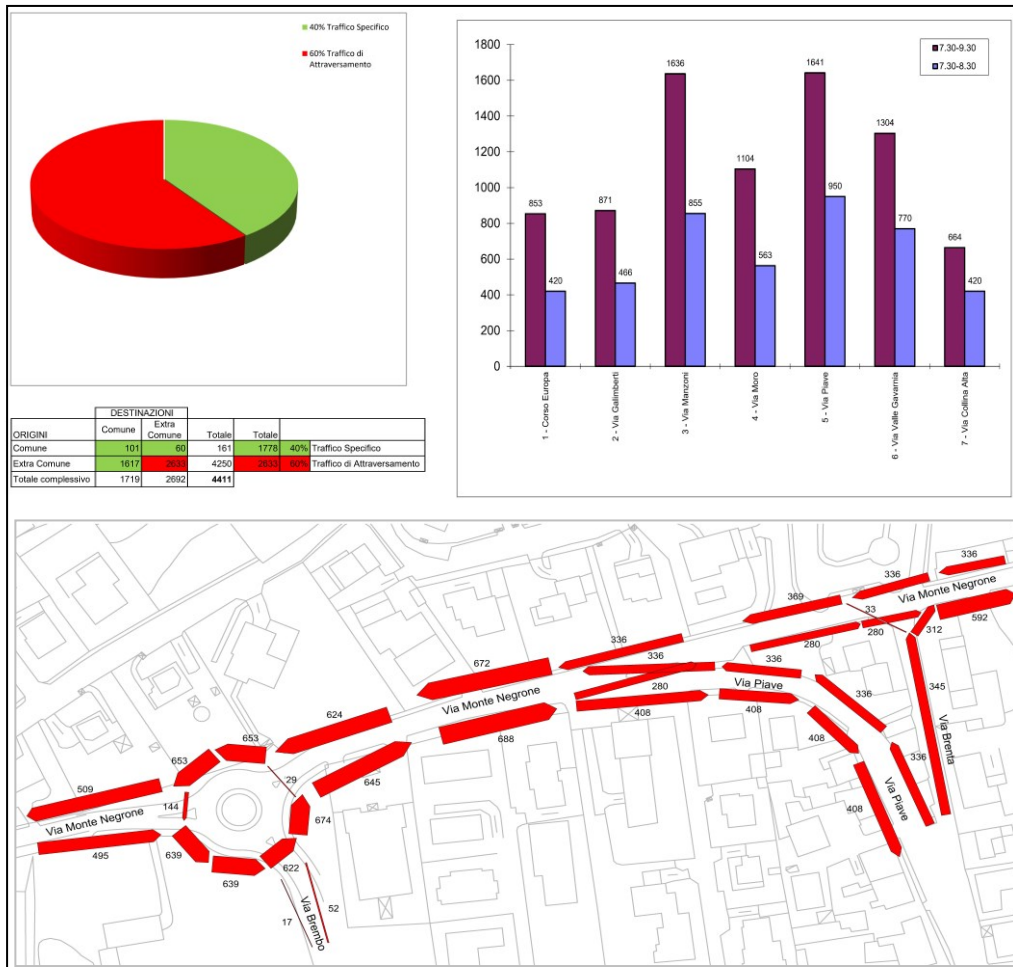 40% Traffico Specifico
60% Traffico di
Attraversamento
1800
1600
1400
1200
1000
800
600
400
200
0
7.30-9.30
7.30-8.30
853
420
871
466
1636
855
1104
563
1641
950
1304
770
664
420
1 - Corso Europa
2 - Via Galimberti
3 - Via Manzoni
4 - Via Moro
5 - Via Piave
6 - Via Valle Gavarnia
7 - Via Collina Alta
DESTINAZIONI
ORIGINI Comune Extra Comune Totale Totale
Comune 101 60 161 1778 40% Traffico Specifico
Extra Comune 1617 2633 4250 2633 60% Traffico di Attraversamento
Totale complessivo 1719 2692 4411
336
336
Via Monte Negrone
369
33
592
312
280
280
336
336
672
336
Via Piave
336
345
Via Monte Negrone
280
408
408
624
688
Via Brenta
653
408
336
653
29
645
509
144
674
Via Piave
408
Via Monte Negrone
495
639
622
639
52
17
Via Brembo